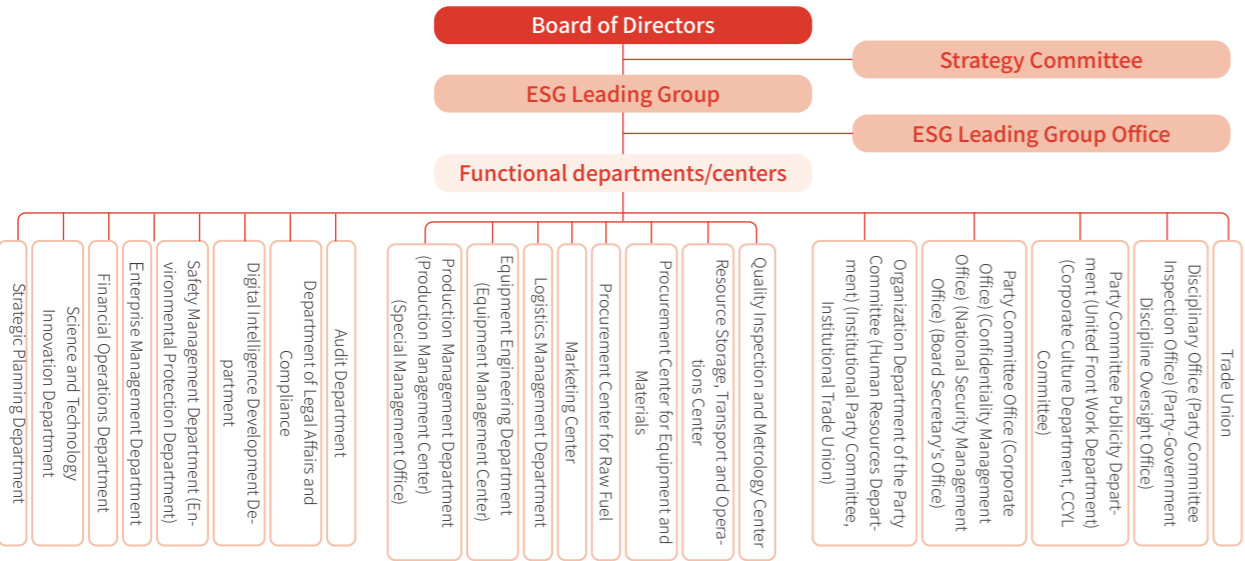 Board of Directors
Strategy Committee
ESG Leading Group
ESG Leading Group Office
Functional departments/centers
Strategic Planning Department
Science and Technology
Innovation Department
Financial Operations Department
Enterprise Management Department
Safety Management Department (En-
vironmental Protection Department)
Digital Intelligence Development De-
partment
Department of Legal Affairs and
Compliance
Audit Department
Production Management Department
(Production Management Center)
(Special Management Office)
Equipment Engineering Department
(Equipment Management Center)
Logistics Management Department
Marketing Center
Procurement Center for Raw Fuel
Procurement Center for Equipment and
Materials
Resource Storage, Transport and Opera-
tions Center
Quality Inspection and Metrology Center
Organization Department of the Party
Committee (Human Resources Depart-
ment) (Institutional Party Committee,
Institutional Trade Union)
Party Committee Office (Corporate
Office) (Confidentiality Management
Office) (National Security Management
Office) (Board Secretary's Office)
Party Committee Publicity Depart-
ment (United Front Work Department)
(Corporate Culture Department, CCYL
Committee)
Disciplinary Office (Party Committee
Inspection Office) (Party-Government
Discipline Oversight Office)
Trade Union